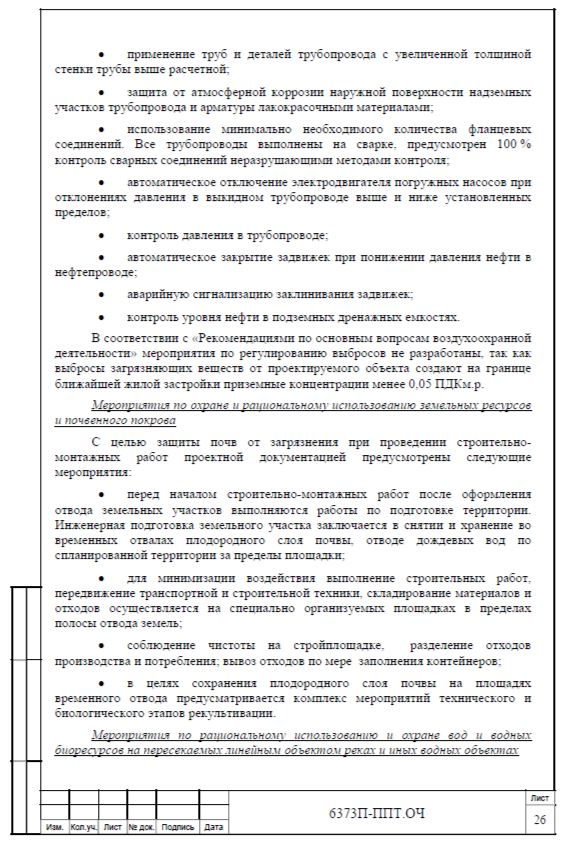 • применение труб и деталей трубопровода с увеличенной толщиной
стенки трубы выше расчетной;
• защита от атмосферной коррозии наружной поверхности надземных
участков трубопровода и арматуры лакокрасочными материалами;
• использование минимально необходимого количества фланцевых
соединений. Все трубопроводы выполнены на сварке, предусмотрен 100 %
контроль сварных соединений неразрушающими методами контроля;
• автоматическое отключение электродвигателя погружных насосов при
отклонениях давления в выкидном трубопроводе выше и ниже установленных
пределов;
• контроль давления в трубопроводе;
• автоматическое закрытие задвижек при понижении давления нефти в
нефтепроводе;
• аварийную сигнализацию заклинивания задвижек;
• контроль уровня нефти в подземных дренажных емкостях.
В соответствии с «Рекомендациями по основным вопросам воздухоохранной
деятельности» мероприятия по регулированию выбросов не разработаны, так как
выбросы загрязняющих веществ от проектируемого объекта создают на границе
ближайшей жилой застройки приземные концентрации менее 0,05 ПДКм.р.
Мероприятия по охране и рациональному использованию земельных ресурсов
и почвенного покрова
С целью защиты почв от загрязнения при проведении строительно-
монтажных работ проектной документацией предусмотрены следующие
мероприятия:
• перед началом строительно-монтажных работ после оформления
отвода земельных участков выполняются работы по подготовке территории.
Инженерная подготовка земельного участка заключается в снятии и хранение во
временных отвалах плодородного слоя почвы, отводе дождевых вод по
спланированной территории за пределы площадки;
• для минимизации воздействия выполнение строительных работ,
передвижение транспортной и строительной техники, складирование материалов и
отходов осуществляется на специально организуемых площадках в пределах
полосы отвода земель;
• соблюдение чистоты на стройплощадке, разделение отходов
производства и потребления; вывоз отходов по мере заполнения контейнеров;
• в целях сохранения плодородного слоя почвы на площадях
временного отвода предусматривается комплекс мероприятий технического и
биологического этапов рекультивации.
Мероприятия по рациональному использованию и охране вод и водных
биоресурсов на пересекаемых линейным объектом реках и иных водных объектах
6373П-ППТ.ОЧ
Лист
26
Изм. Кол.уч. Лист № док. Подпись Дата